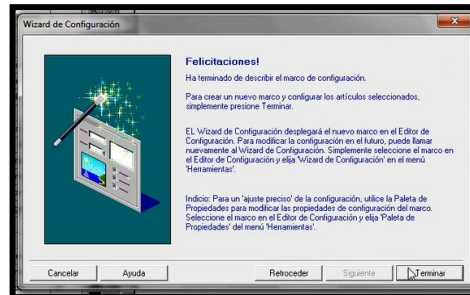 Wizard de Configuración
Felicitaciones!
Ha terminado de describir el marco de configuración.
Para crear un nuevo marco y configurar los artículos seleccionados,
simplemente presione Terminar.
EL Wizard de Configuración desplegará el nuevo marco en el Editor de
Configuración. Para modificar la configuración en el futuro, puede llamar
nuevamente al Wizard de Configuración. Simplemente seleccione el marco en
el Editor de Configuración y elija 'Wizard de Configuración' en el menú
'Herramientas'.
Indicio: Para un 'ajuste preciso' de la configuración, utilice la Paleta de
Propiedades para modificar las propiedades de configuración del marco.
Seleccione el marco en el Editor de Configuración y elija 'Paleta de
Propiedades' del menú 'Herramientas'.
Cancelar Ayuda Retroceder Siguiente Terminar